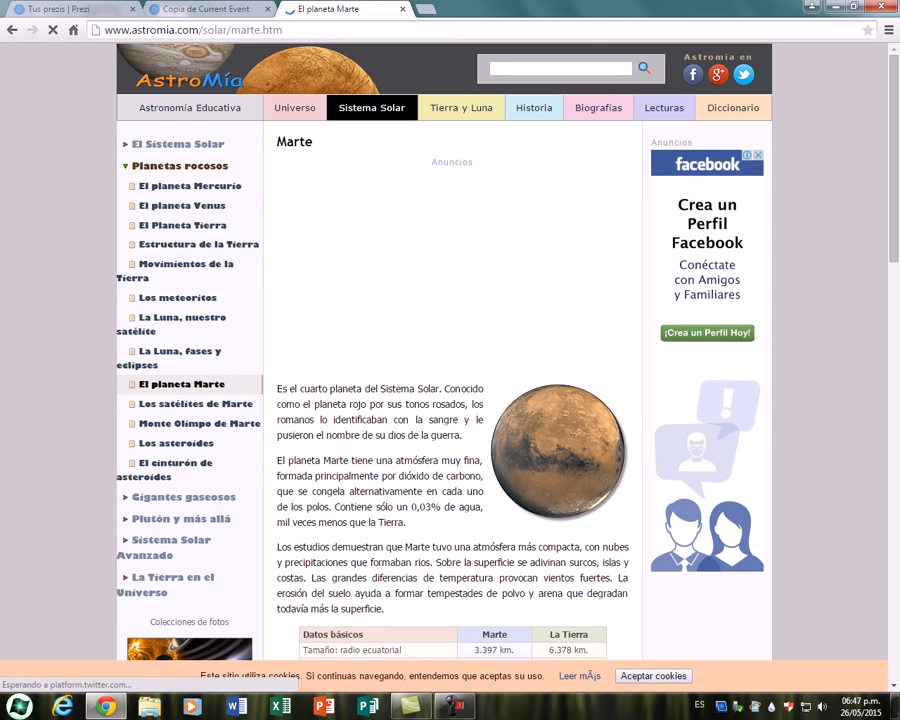 Tus prezis | Prezi
Copia de Current Event
El planeta Marte
www.astromia.com/solar/marte.htm
AstroMía
Astromia en
Astronomía Educativa
Universo
Sistema Solar
Tierra y Luna
Historia
Biografías
Lecturas
Diccionario
El Sistema Solar
Planetas rocosos
El planeta Mercurio
El planeta Venus
El Planeta Tierra
Estructura de la Tierra
Movimientos de la
Tierra
Los meteoritos
La Luna, nuestro
satélite
La Luna, fases y
eclipses
El planeta Marte
Los satélites de Marte
Monte Olimpo de Marte
Los asteroides
El cinturón de
asteroides
Gigantes gaseosos
Plutón y más allá
Sistema Solar
Avanzado
La Tierra en el
Universo
Colecciones de fotos
Marte
Anuncios
Es el cuarto planeta del Sistema Solar. Conocido
como el planeta rojo por sus tonos rosados, los
romanos lo identificaban con la sangre y le
pusieron el nombre de su dios de la guerra.
El planeta Marte tiene una atmósfera muy fina,
formada principalmente por dióxido de carbono,
que se congela alternativamente en cada uno
de los polos. Contiene sólo un 0,03% de agua,
mil veces menos que la Tierra.
Los estudios demuestran que Marte tuvo una atmósfera más compacta, con nubes
y precipitaciones que formaban rios. Sobre la superficie se adivinan surcos, islas y
costas. Las grandes diferencias de temperatura provocan vientos fuertes. La
erosión del suelo ayuda a formar tempestades de polvo y arena que degradan
todavía más la superficie.
Datos básicos Marte La Tierra
Tamaño: radio ecuatorial 3.397 km. 6.378 km.
Anuncios
facebook
Crea un
Perfil
Facebook
Conéctate
con Amigos
y Familiares
¡Crea un Perfil Hoy!
Este sitio utiliza cookies. Si continuas navegando, entendemos que aceptas su uso. Leer mÃ¡s Aceptar cookies
Esperando a platform.twitter.com...
ES
06:47 p.m.
26/05/2015